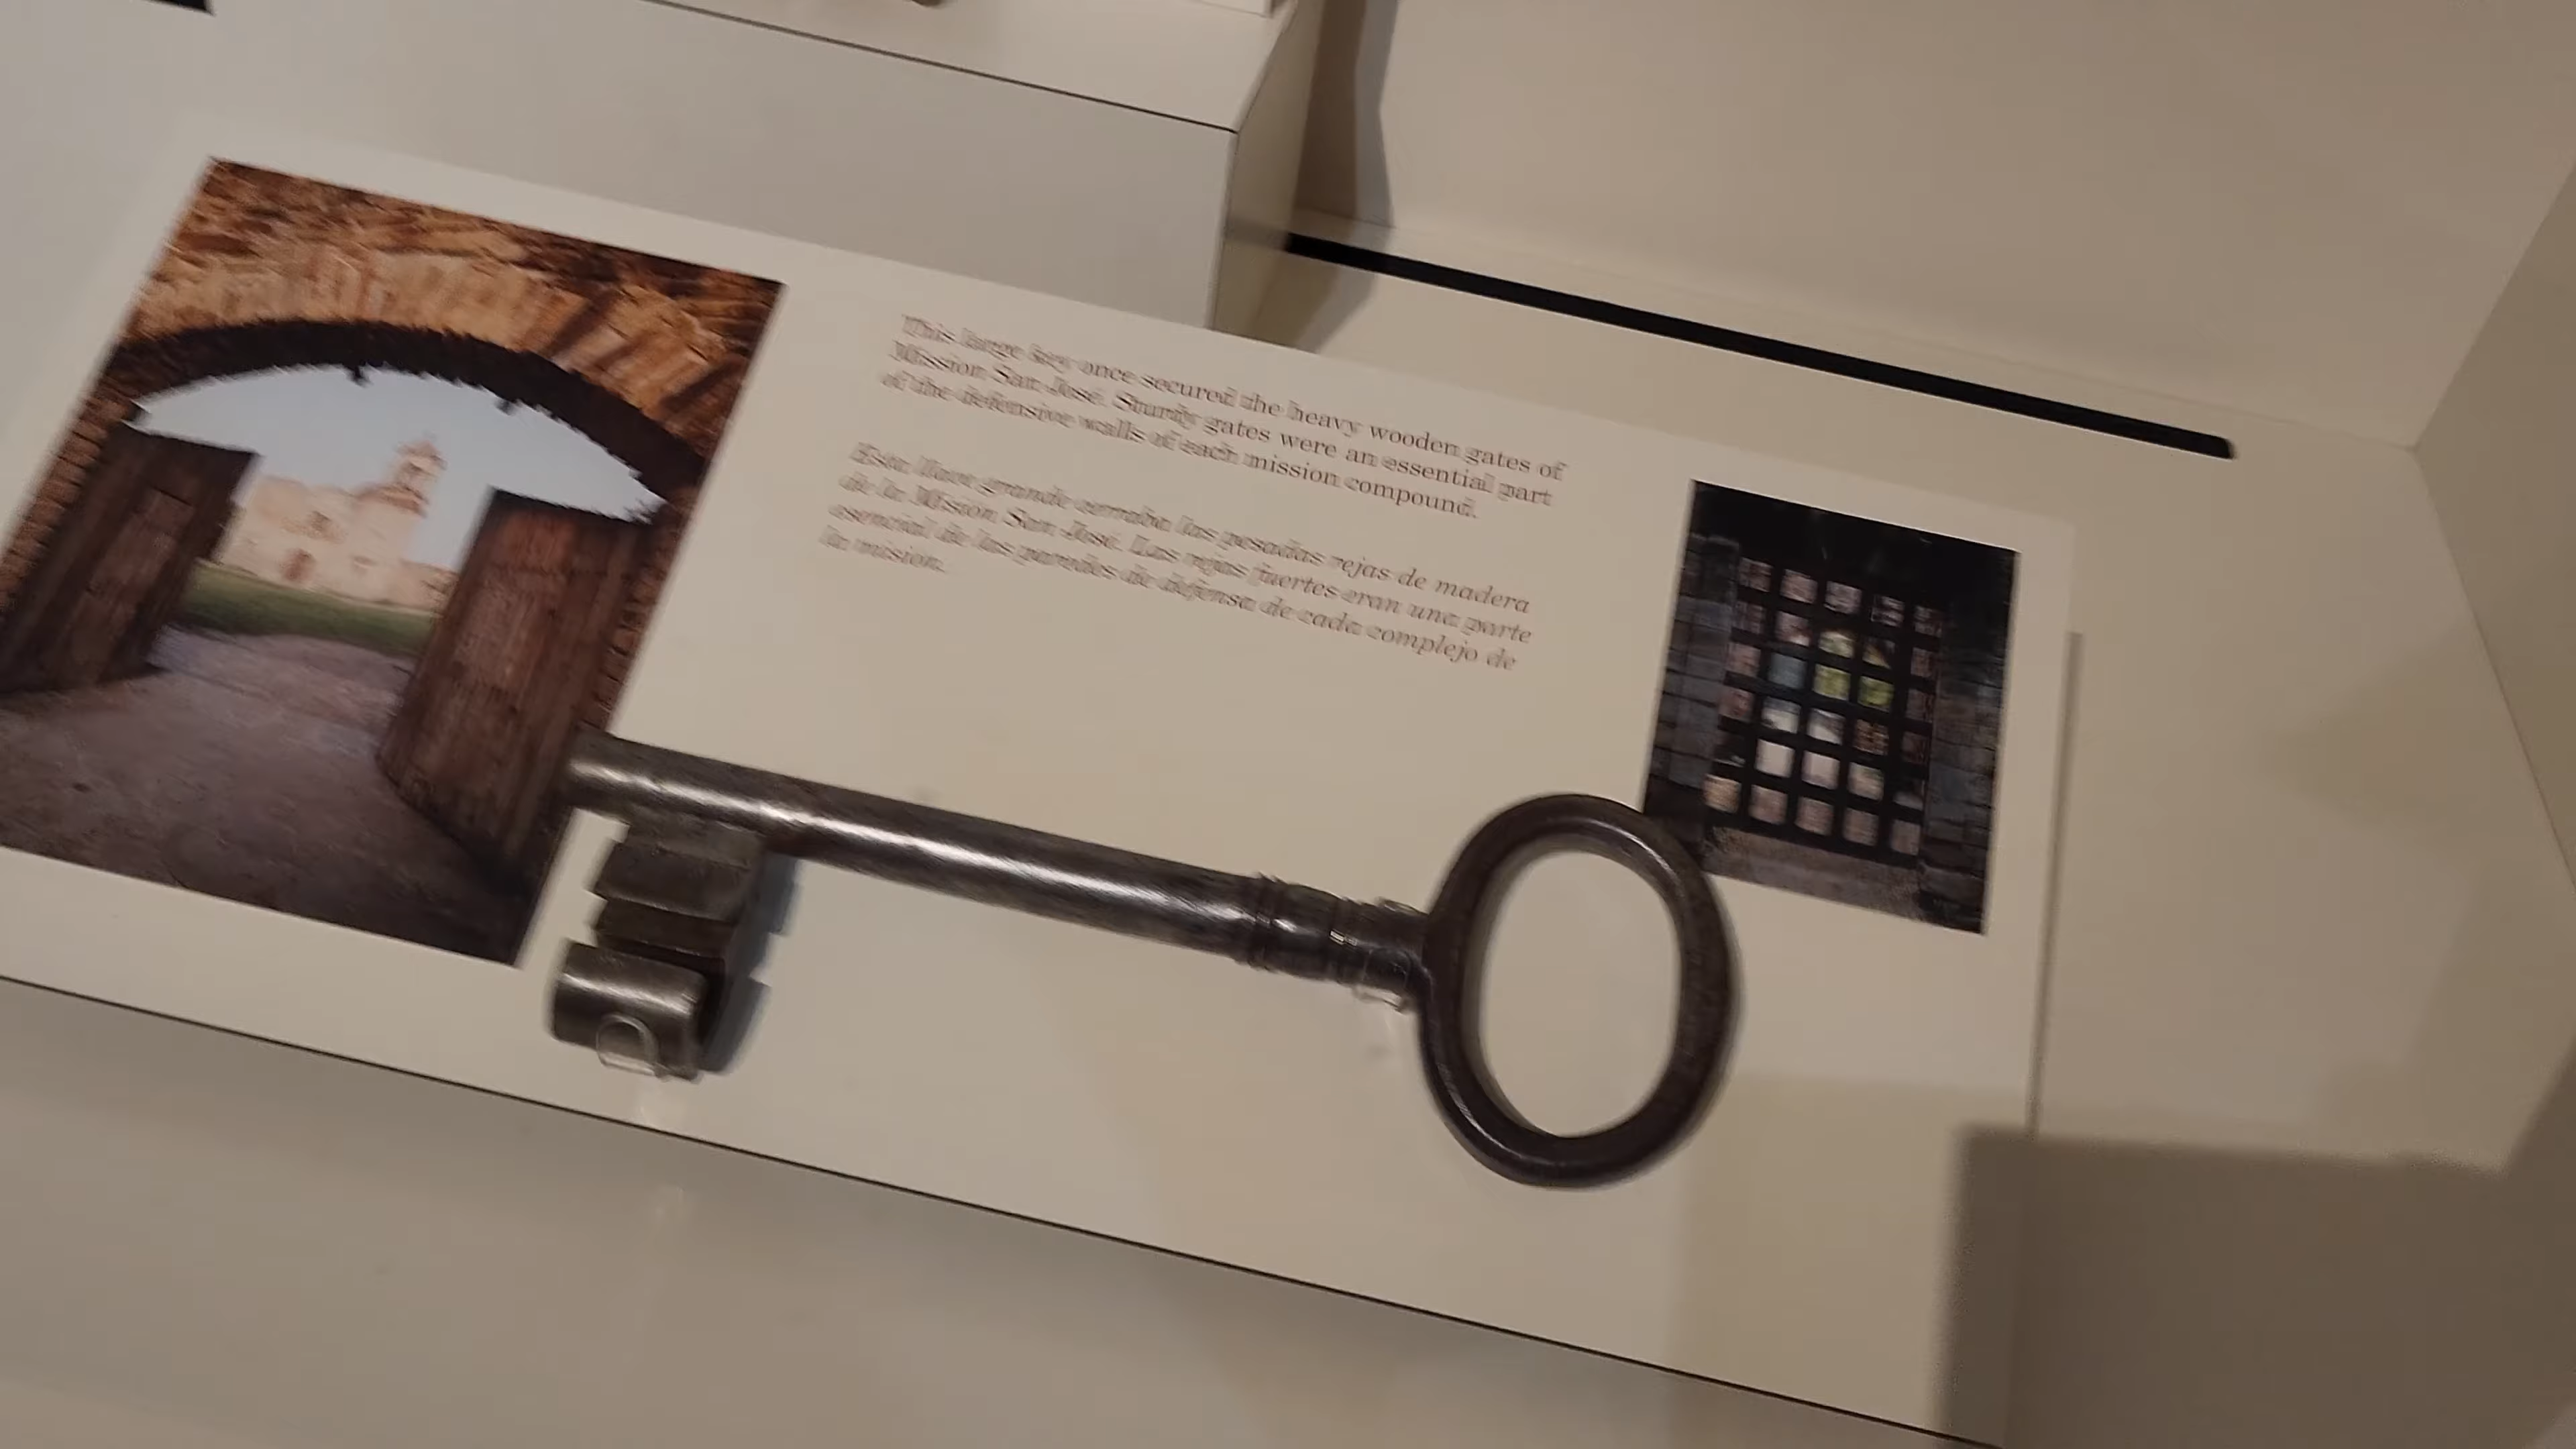 This large key once secured the heavy wooden gates of
Mission San José. Sturdy gates were an essential part
of the defensive walls of each mission compound.
Esta llave grande cerraba las pesadas rejas de madera
de la Misión San José. Las rejas fuertes eran una parte
esencial de las paredes de defensa de cada complejo de
la mision.